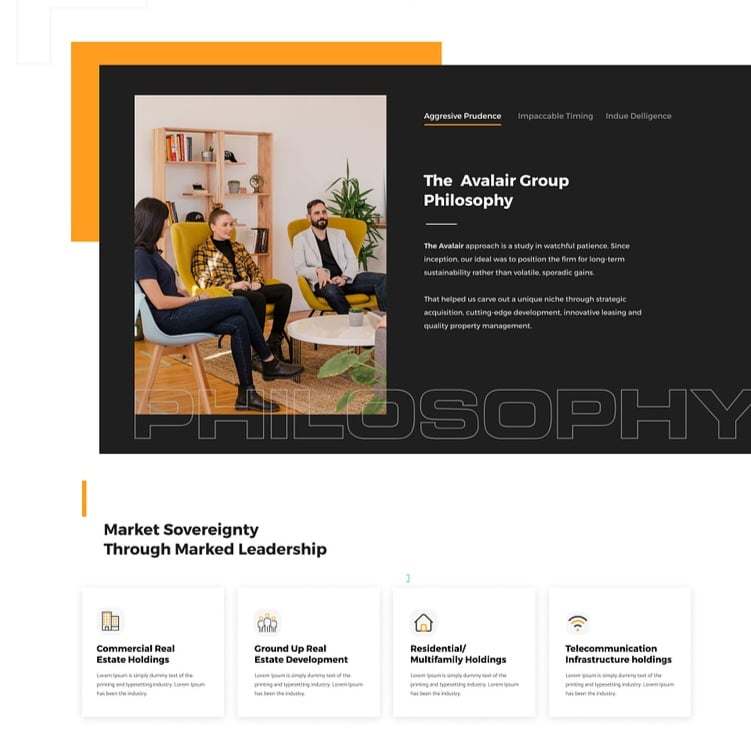 Aggresive Prudence Impaccable Timing Indue Delligence
The Avalair Group
Philosophy
The Avalair approach is a study in watchful patience. Since
inception, our ideal was to position the firm for long-term
sustainability rather than volatile, sporadic gains.
That helped us carve out a unique niche through strategic
acquisition, cutting-edge development, innovative leasing and
quality property management.
PHILOSOPHY
Market Sovereignty
Through Marked Leadership
Commercial Real
Estate Holdings
Lorem Ipsum is simply dummy text of the
printing and typesetting industry. Lorem Ipsum
has been the industry.
Ground Up Real
Estate Development
Lorem Ipsum is simply dummy text of the
printing and typesetting industry. Lorem Ipsum
has been the industry.
Residential/
Multifamily Holdings
Lorem Ipsum is simply dummy text of the
printing and typesetting industry. Lorem Ipsum
has been the industry.
Telecommunication
Infrastructure holdings
Lorem Ipsum is simply dummy text of the
printing and typesetting industry. Lorem Ipsum
has been the industry.